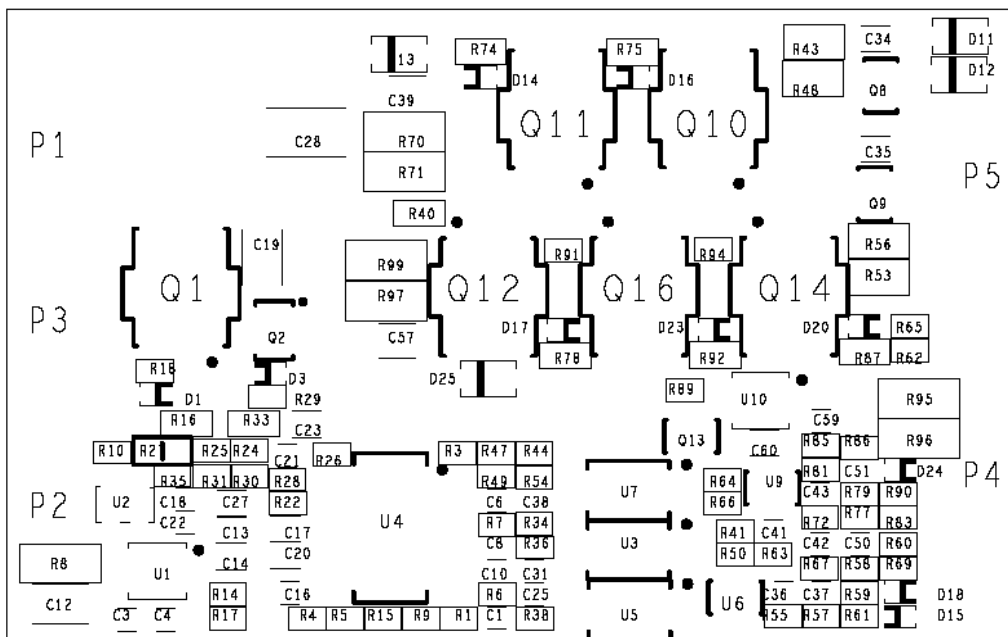 R74 R75 R43 C34 D11
13 D14 D16 D12
R48 Q8
C39
Q11 Q10
P1 C28 R70 C35
R71 P5
R40 Q9
C19 R91 R94 R56
R99 R53
Q1 R97 Q12 Q16 Q14
P3 Q2 C57 D17 D23 D20 R65
R78 R92 R87 R62
R18 D3 D25
D1 R29 R89 U10 R95
R16 R33 C59
C23 Q13 R96
R10 R25 R24 C21 R26 R3 R47 R44 C60 R85 R86
R81 C51 D24 P4
R35 R31 R30 R28 R49 R54 U7 R64 U9 C43 R79 R90
P2 U2 C18 C27 R22 C6 C38 R66
C22 U4 R7 R34 R72 R77 R83
C13 C17 U3 R41 C41
C8 R36 C42 C50 R60
R8 C14 C20 R50 R63
U1 C10 C31 R67 R58 R69
R14 C16 R6 C25 U6 C36 C37 R59 D18
C12 C3 C4 R17 R4 R5 R15 R9 R1 C1 R38 U5 R55 R57 R61 D15